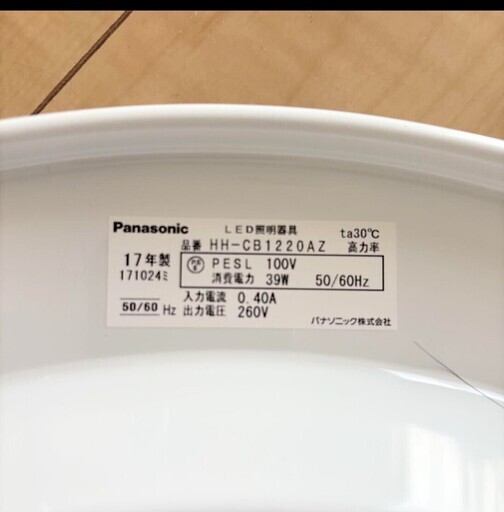 Panasonic LED照明器具 ta30℃
品番 HH-CB1220AZ 高力率
17年製 PESL 100V
171024ミ 消費電力 39W 50/60Hz
入力電流 0.40A
50/60 Hz 出力電圧 260V
パナソニック株式会社